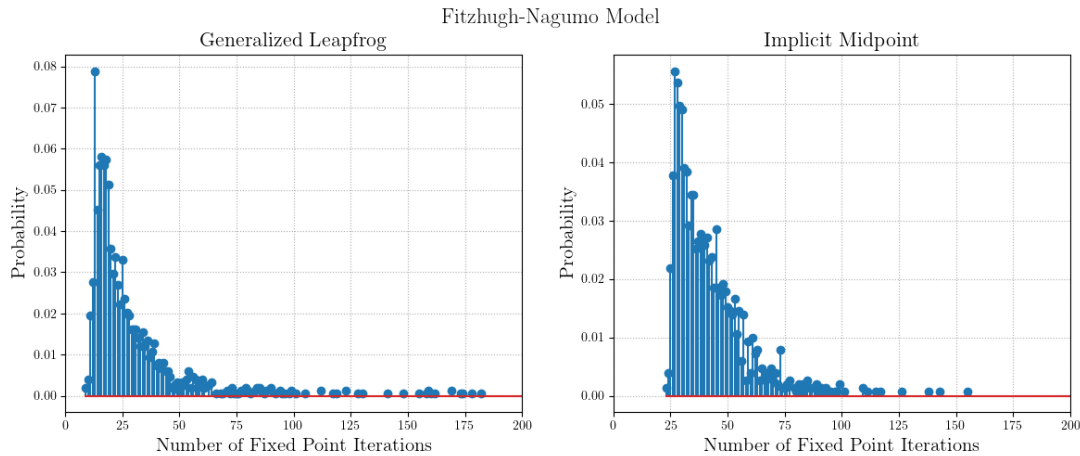 Fitzhugh-Nagumo Model
Generalized Leapfrog
Probability
0.08
0.07
0.06
0.05
0.04
0.03
0.02
0.01
0.00
0 25 50 75 100 125 150 175 200
Number of Fixed Point Iterations
Implicit Midpoint
Probability
0.05
0.04
0.03
0.02
0.01
0.00
0 25 50 75 100 125 150 175 200
Number of Fixed Point Iterations